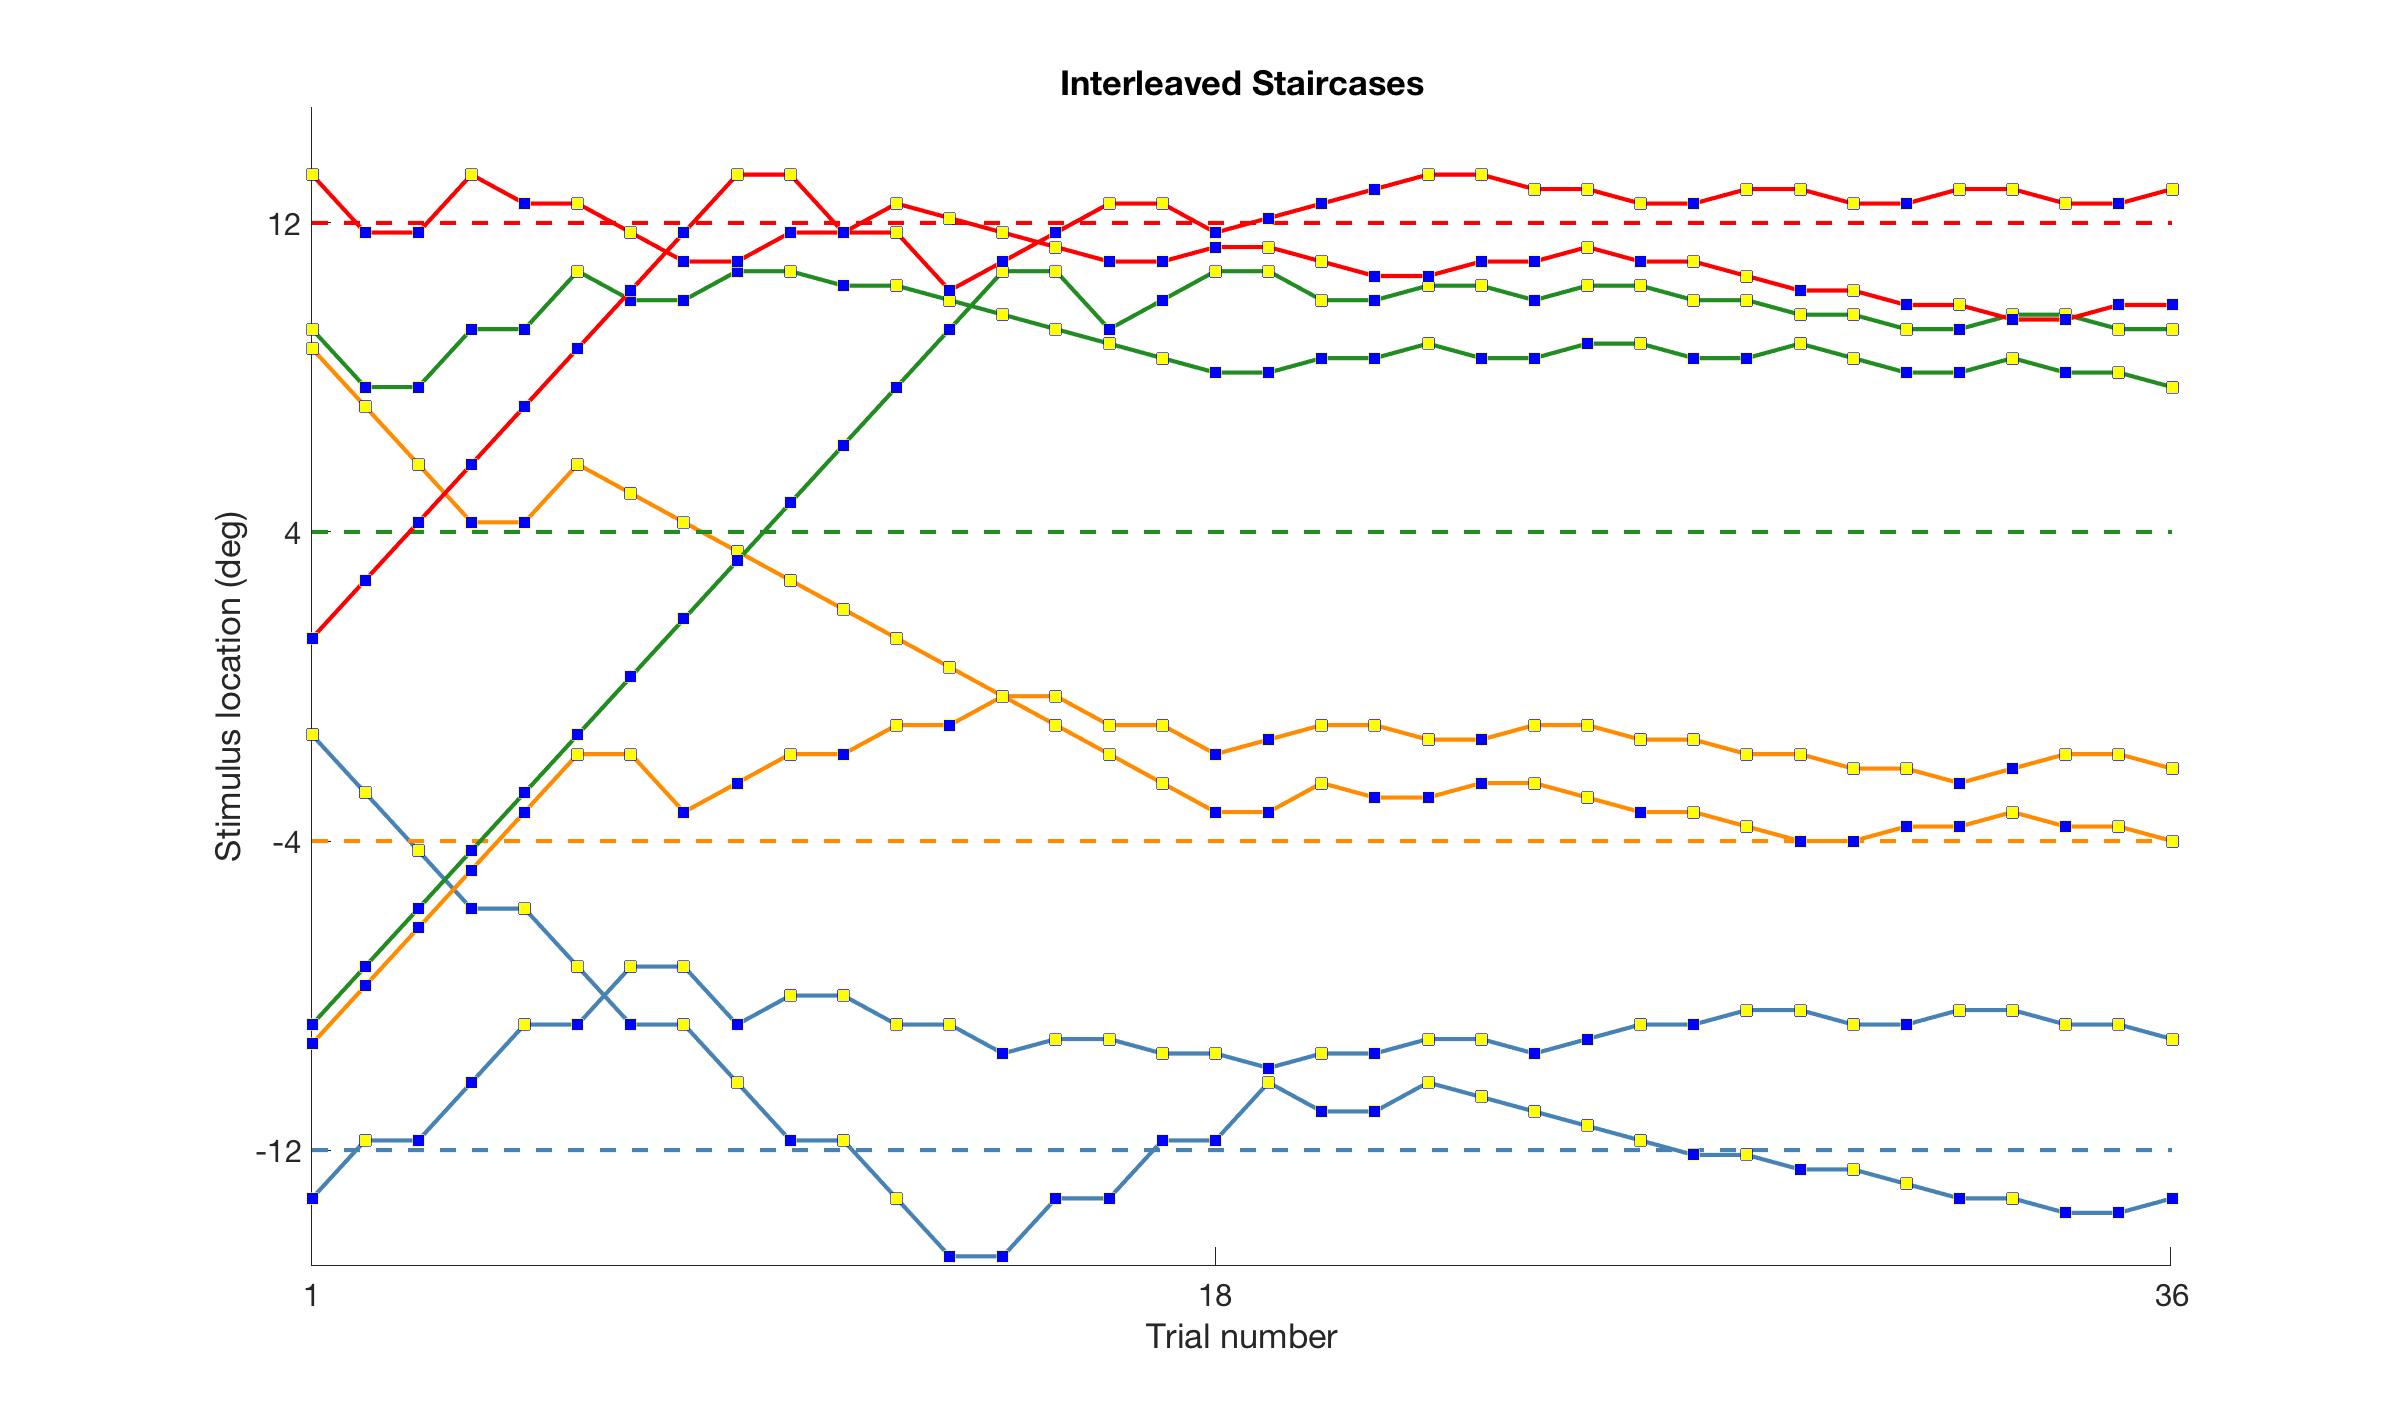 Interleaved Staircases
Stimulus location (deg)
12
4
-4
-12
1
18
36
Trial number